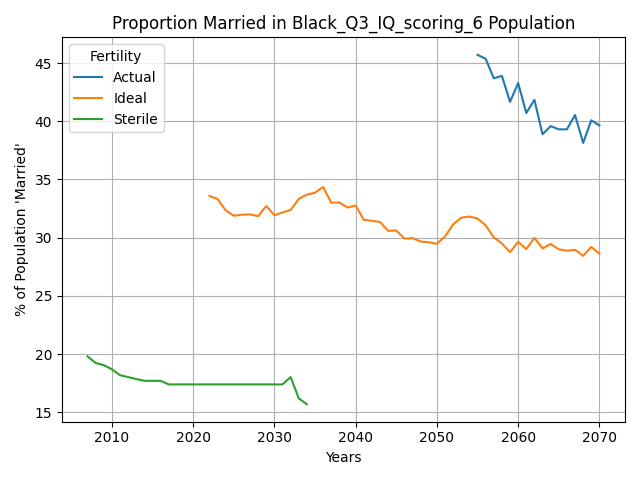 Proportion Married in Black_Q3_IQ_scoring_6 Population
% of Population 'Married'
45
40
35
30
25
20
15
Fertility
Actual
Ideal
Sterile
2010
2020
2030
2040
2050
2060
2070
Years